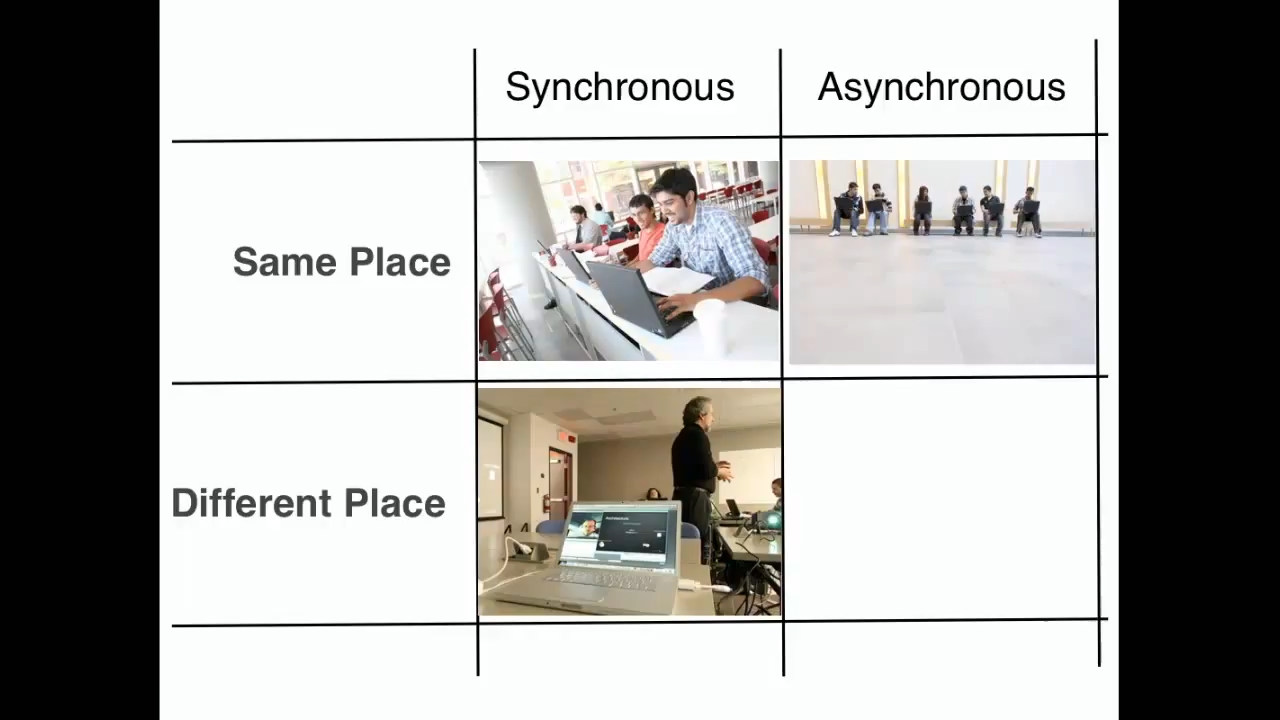 Synchronous
Asynchronous
Same Place
Different Place